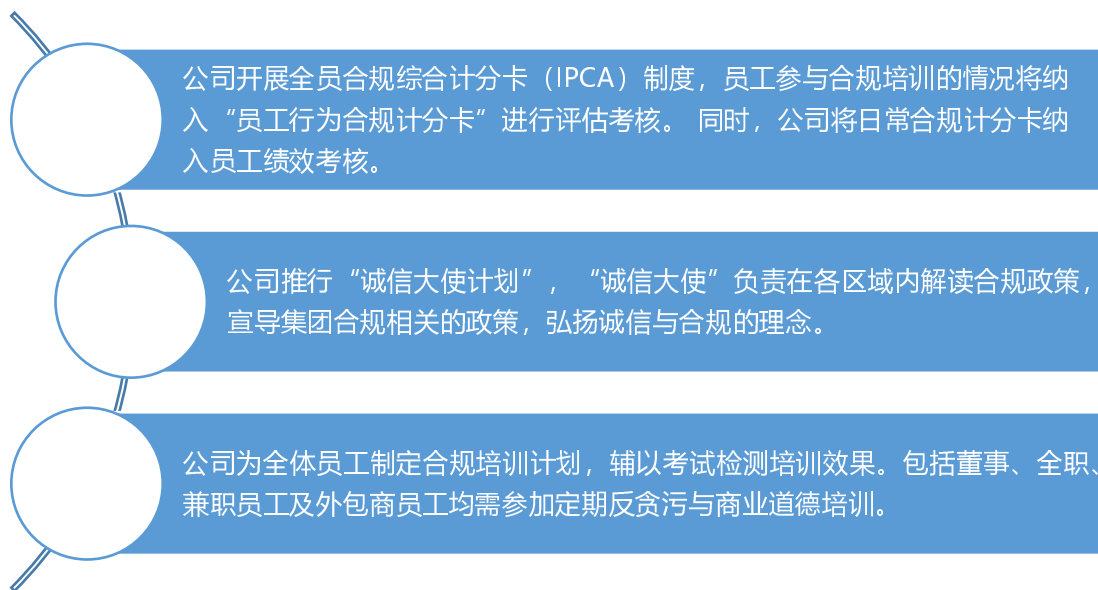 公司开展全员合规综合计分卡（IPCA）制度，员工参与合规培训的情况将纳
入“员工行为合规计分卡”进行评估考核。 同时，公司将日常合规计分卡纳
入员工绩效考核。
公司推行“诚信大使计划”，“诚信大使”负责在各区域内解读合规政策，
宣导集团合规相关的政策，弘扬诚信与合规的理念。
公司为全体员工制定合规培训计划，辅以考试检测培训效果。包括董事、全职、
兼职员工及外包商员工均需参加定期反贪污与商业道德培训。